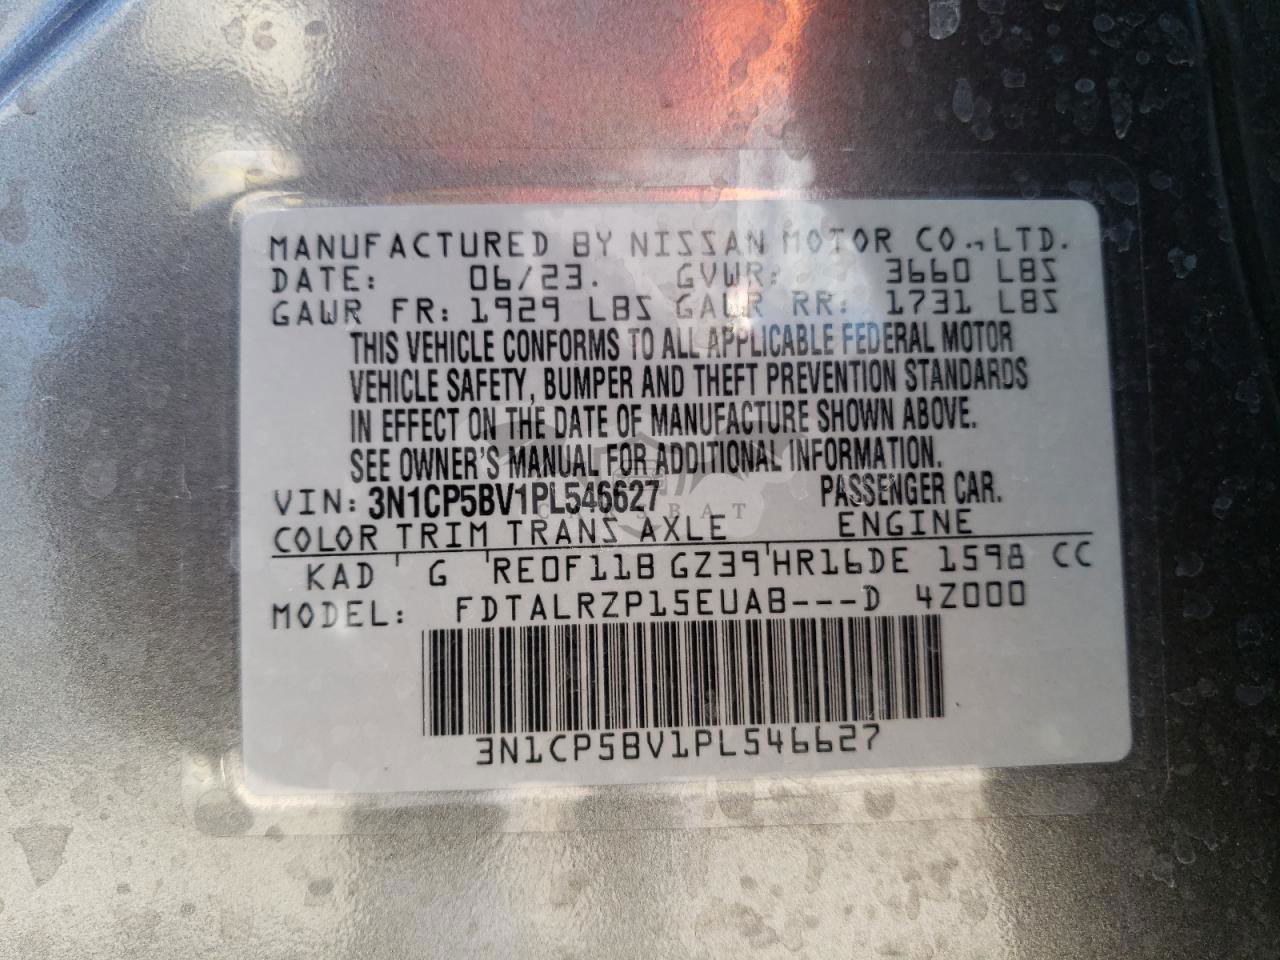 MANUFACTURED BY NISSAN MOTOR CO., LTD.
DATE: 06/23. GVWR: 3660 LBS
GAWR FR: 1929 LBS GAWR RR: 1731 LBS
THIS VEHICLE CONFORMS TO ALL APPLICABLE FEDERAL MOTOR
VEHICLE SAFETY, BUMPER AND THEFT PREVENTION STANDARDS
IN EFFECT ON THE DATE OF MANUFACTURE SHOWN ABOVE.
SEE OWNER'S MANUAL FOR ADDITIONAL INFORMATION.
VIN: 3N1CP5BV1PL546627 PASSENGER CAR.
COLOR TRIM TRANS AXLE ENGINE
KAD ' G ' RE0F11B GZ39 ' HR16DE 1598 CC
MODEL: FDTALRZP15EUAB---D 4Z000
3N1CP5BV1PL546627